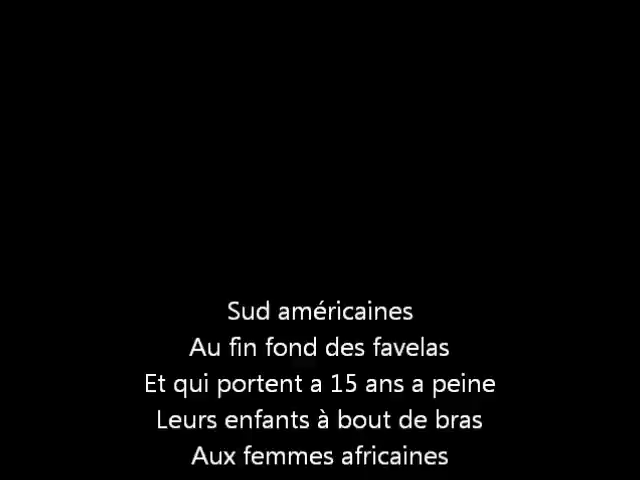 Sud américaines
Au fin fond des favelas
Et qui portent a 15 ans a peine
Leurs enfants à bout de bras
Aux femmes africaines